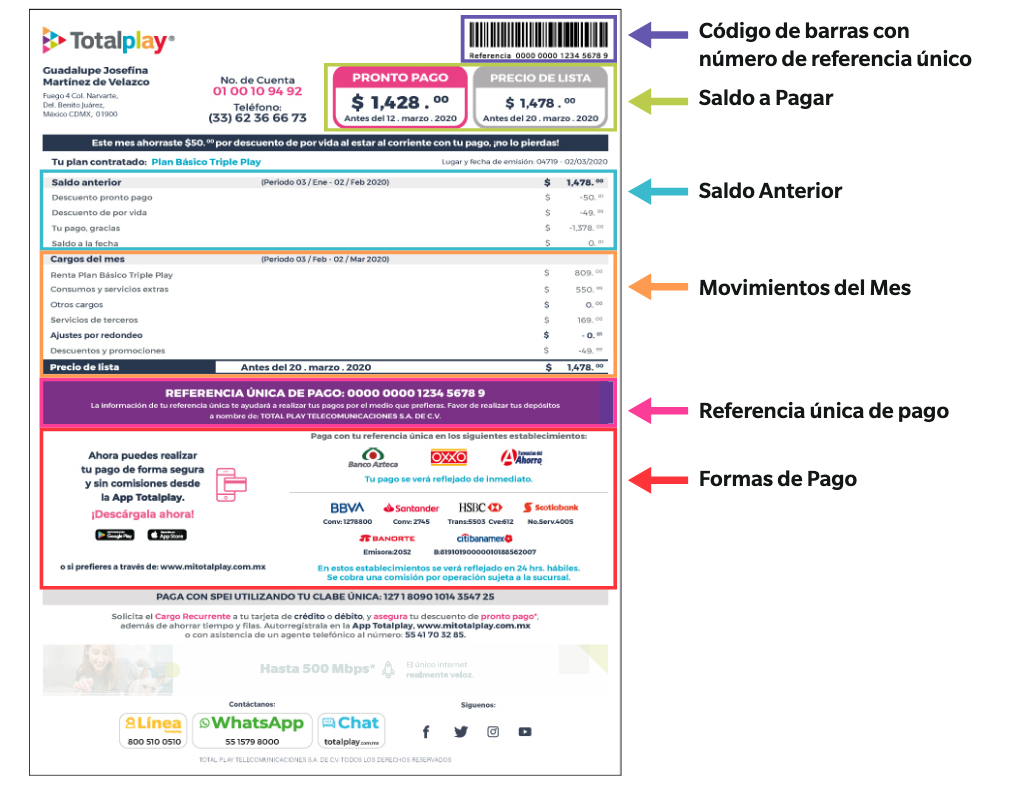 Totalplay®
Referencia 0000 0000 1234 5678 9
Código de barras con
número de referencia único
Guadalupe Josefína
Martínez de Velazco
Fuego 4 Col. Narvarte,
Del. Benito Juárez,
México CDMX, 01900
No. de Cuenta
01 00 10 94 92
Teléfono:
(33) 62 36 66 73
PRONTO PAGO
$ 1,428 . 00
Antes del 12 . marzo . 2020
PRECIO DE LISTA
$ 1,478 . 00
Antes del 20 . marzo . 2020
Saldo a Pagar
Este mes ahorraste $50. 00 por descuento de por vida al estar al corriente con tu pago, ¡no lo pierdas!
Tu plan contratado: Plan Básico Triple Play
Lugar y fecha de emisión: 04719 - 02/03/2020
Saldo anterior (Periodo 03 / Ene - 02 / Feb 2020) $ 1,478. 00
Descuento pronto pago $ -50. 01
Descuento de por vida $ -49.
Tu pago, gracias $ -1,378.
Saldo a la fecha $ 0. 01
Saldo Anterior
Cargos del mes (Periodo 03 / Feb - 02 / Mar 2020)
Renta Plan Básico Triple Play $ 809. 00
Consumos y servicios extras $ 550.
Otros cargos $ 0. 00
Servicios de terceros $ 169. 00
Ajustes por redondeo $ - 0. 01
Descuentos y promociones $ -49.
Precio de lista Antes del 20 . marzo . 2020 $ 1,478. 00
Movimientos del Mes
REFERENCIA ÚNICA DE PAGO: 0000 0000 1234 5678 9
La información de tu referencia única te ayudará a realizar tus pagos por el medio que prefieras. Favor de realizar tus depósitos
a nombre de: TOTAL PLAY TELECOMUNICACIONES S.A. DE C.V.
Referencia única de pago
Ahora puedes realizar
tu pago de forma segura
y sin comisiones desde
la App Totalplay.
¡Descárgala ahora!
Google Play
App Store
o si prefieres a través de: www.mitotalplay.com.mx
Paga con tu referencia única en los siguientes establecimientos:
Banco Azteca
OXXO
Farmacias del
Ahorro
Tu pago se verá reflejado de inmediato.
BBVA
Santander
HSBC
Scotiabank
Conv: 1278800
Conv: 2745
Trans:5503 Cve:612
No.Serv.4005
BANORTE
citibanamex
Emisora:2052
B:81910190000010188562007
En estos establecimientos se verá reflejado en 24 hrs. hábiles.
Se cobra una comisión por operación sujeta a la sucursal.
Formas de Pago
PAGA CON SPEI UTILIZANDO TU CLABE ÚNICA: 127 1 8090 1014 3547 25
Solicita el Cargo Recurrente a tu tarjeta de crédito o débito, y asegura tu descuento de pronto pago*,
además de ahorrar tiempo y filas. Autorregístrala en la App Totalplay, www.mitotalplay.com.mx
o con asistencia de un agente telefónico al número: 55 41 70 32 85.
Hasta 500 Mbps*
El único internet
realmente veloz.
Contáctanos:
Línea
800 510 0510
WhatsApp
55 1579 8000
Chat
totalplay.com.mx
Síguenos:
TOTAL PLAY TELECOMUNICACIONES S.A. DE C.V. TODOS LOS DERECHOS RESERVADOS